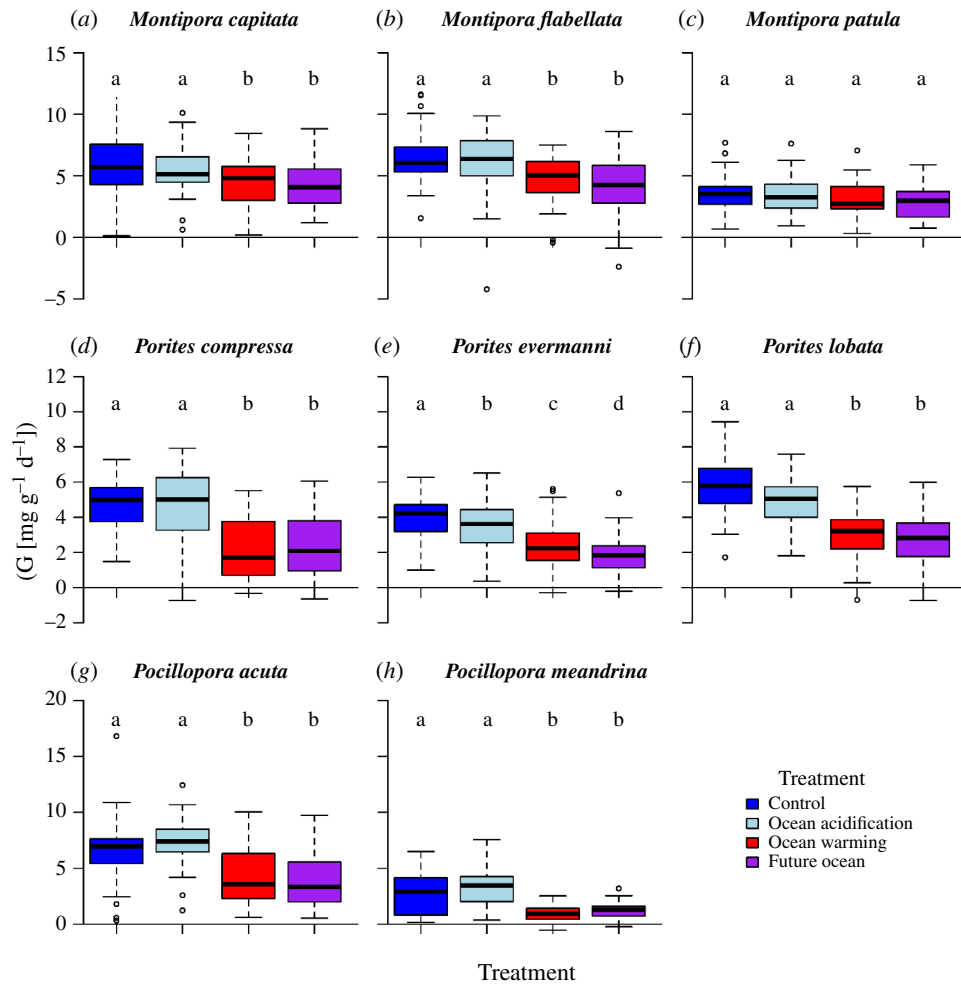 (a) Montipora capitata (b) Montipora flabellata (c) Montipora patula
15
a a b b a a b b a a a a
10
5
0
–5
(d) Porites compressa (e) Porites evermanni (f) Porites lobata
12
a a b b a b c d a a b b
10
8
6
4
2
0
–2
(G [mg g–1 d–1])
(g) Pocillopora acuta (h) Pocillopora meandrina
20
a a b b a a b b
15
10
5
0
Treatment
Control
Ocean acidification
Ocean warming
Future ocean
Treatment